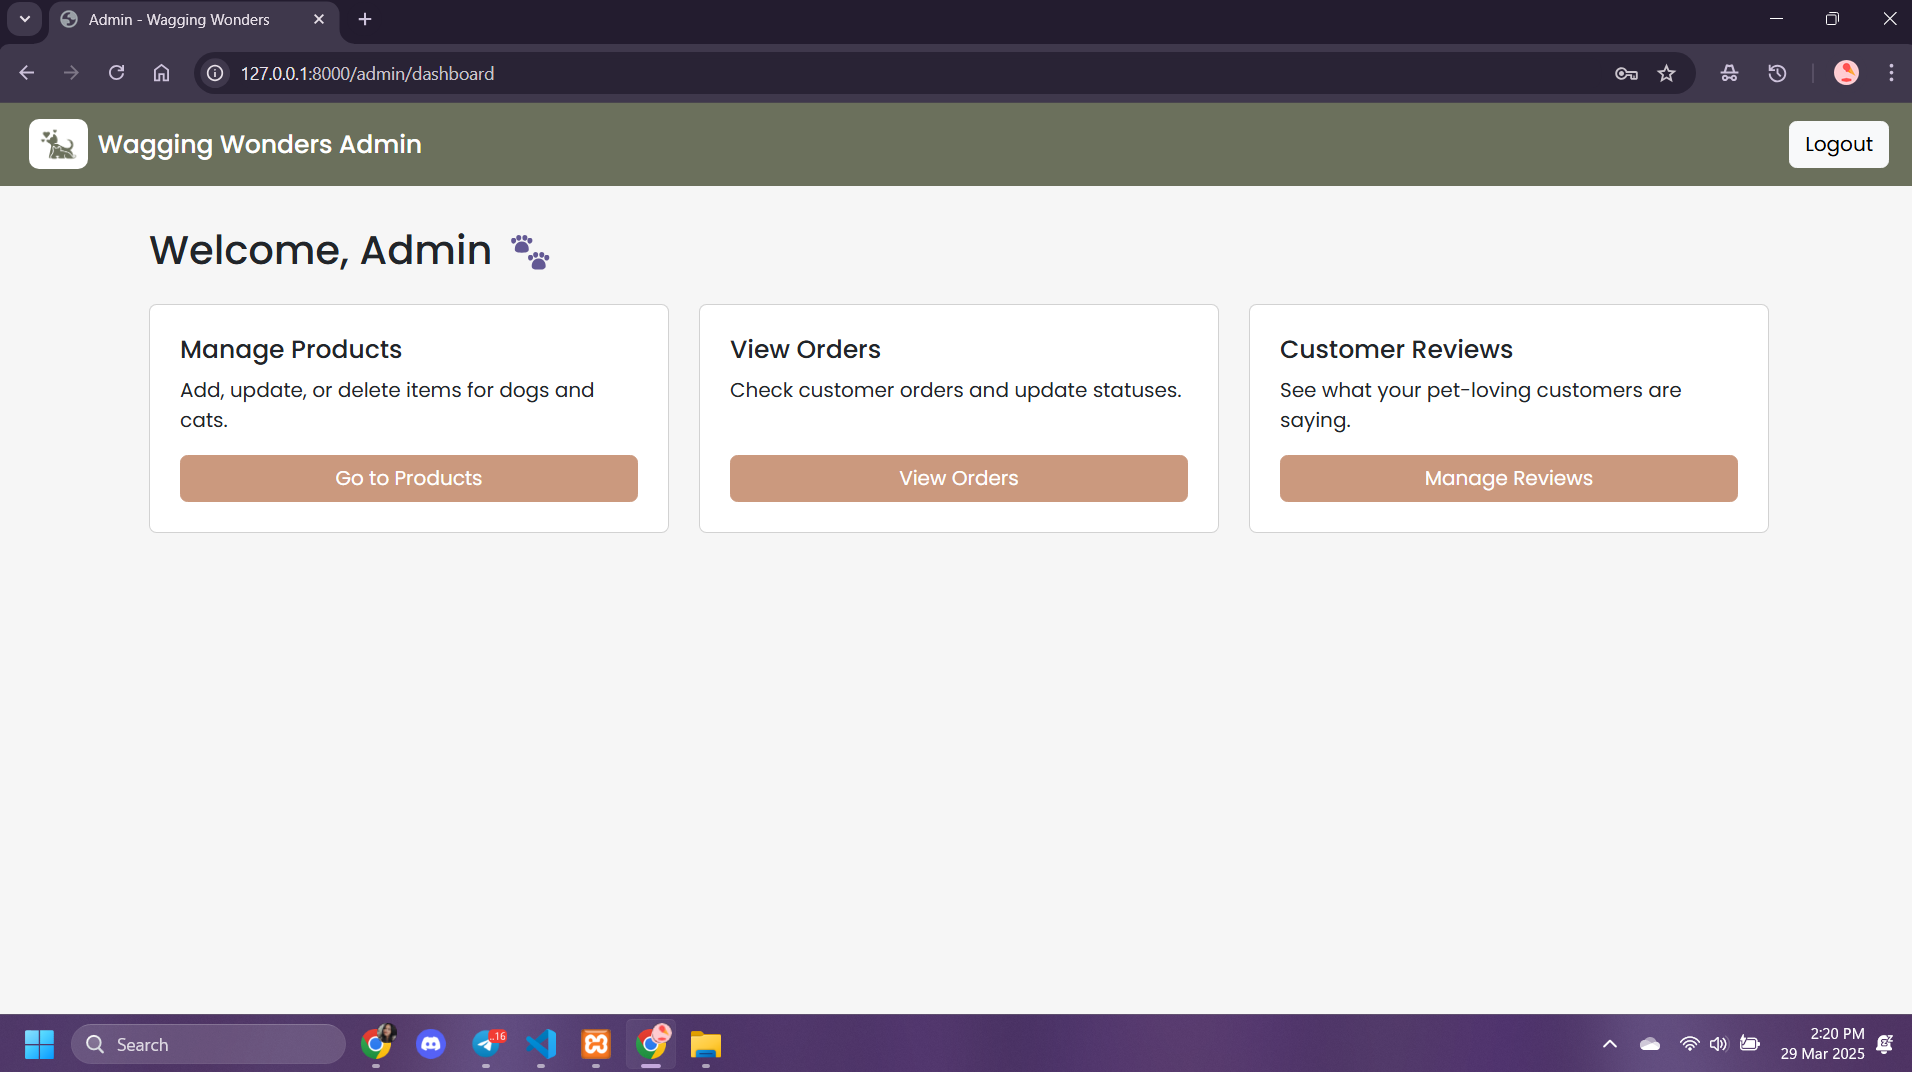 Admin - Wagging Wonders
127.0.0.1:8000/admin/dashboard
Wagging Wonders Admin
Logout
Welcome, Admin
Manage Products
Add, update, or delete items for dogs and
cats.
Go to Products
View Orders
Check customer orders and update statuses.
View Orders
Customer Reviews
See what your pet-loving customers are
saying.
Manage Reviews
Search
..16
2:20 PM
29 Mar 2025